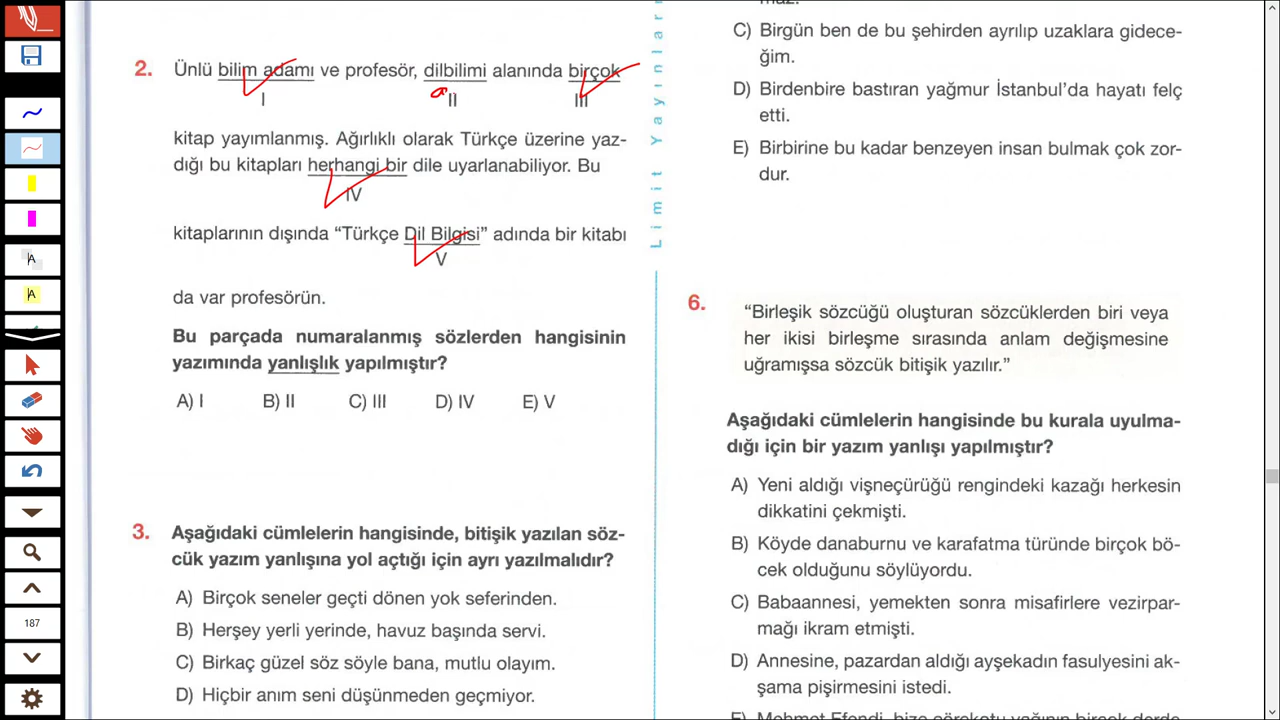 2. Ünlü bilim adamı ve profesör, dilbilimi alanında birçok
I II III
a
kitap yayımlanmış. Ağırlıklı olarak Türkçe üzerine yaz-
dığı bu kitapları herhangi bir dile uyarlanabiliyor. Bu
IV
kitaplarının dışında “Türkçe Dil Bilgisi” adında bir kitabı
V
da var profesörün.
Bu parçada numaralanmış sözlerden hangisinin
yazımında yanlışlık yapılmıştır?
A) I B) II C) III D) IV E) V
3. Aşağıdaki cümlelerin hangisinde, bitişik yazılan söz-
cük yazım yanlışına yol açtığı için ayrı yazılmalıdır?
A) Birçok seneler geçti dönen yok seferinden.
B) Herşey yerli yerinde, havuz başında servi.
C) Birkaç güzel söz söyle bana, mutlu olayım.
D) Hiçbir anım seni düşünmeden geçmiyor.
Limit Yayınları
maz.
C) Birgün ben de bu şehirden ayrılıp uzaklara gidece-
ğim.
D) Birdenbire bastıran yağmur İstanbul’da hayatı felç
etti.
E) Birbirine bu kadar benzeyen insan bulmak çok zor-
dur.
6. “Birleşik sözcüğü oluşturan sözcüklerden biri veya
her ikisi birleşme sırasında anlam değişmesine
uğramışsa sözcük bitişik yazılır.”
Aşağıdaki cümlelerin hangisinde bu kurala uyulma-
dığı için bir yazım yanlışı yapılmıştır?
A) Yeni aldığı vişneçürüğü rengindeki kazağı herkesin
dikkatini çekmişti.
B) Köyde danaburnu ve karafatma türünde birçok bö-
cek olduğunu söylüyordu.
C) Babaannesi, yemekten sonra misafirlere vezirpar-
mağı ikram etmişti.
D) Annesine, pazardan aldığı ayşekadın fasulyesini ak-
şama pişirmesini istedi.
E) Mehmet Efendi, bize çörekotu yağının birçok derde
A
A
187